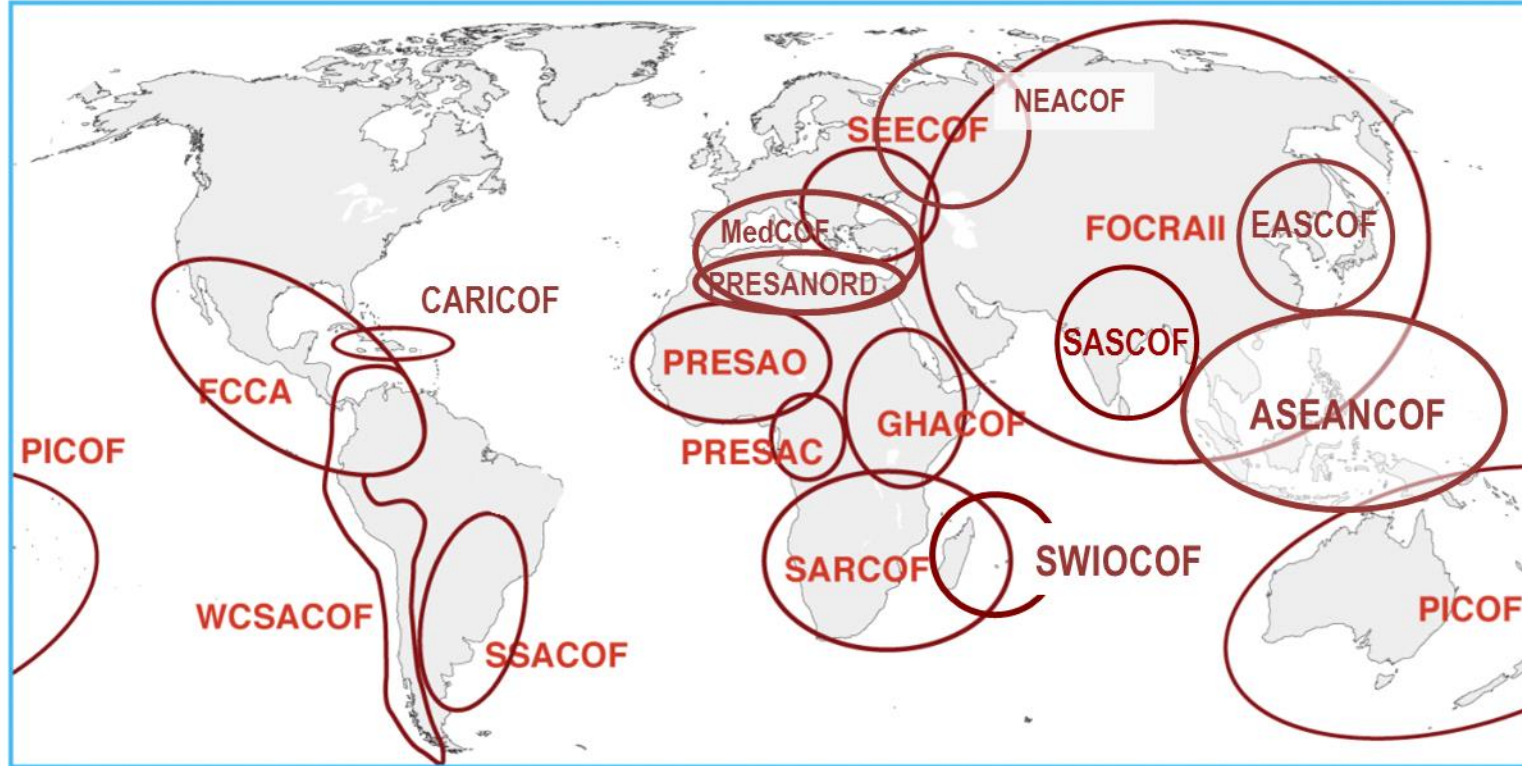 NEACOF
SEECOF
MedCOF
FOCRAII
EASCOF
PRESANORD
CARICOF
SASCOF
PRESAO
FCCA
ASEANCOF
GHACOF
PICOF
PRESAC
SWIOCOF
SARCOF
WCSACOF
PICOF
SSACOF